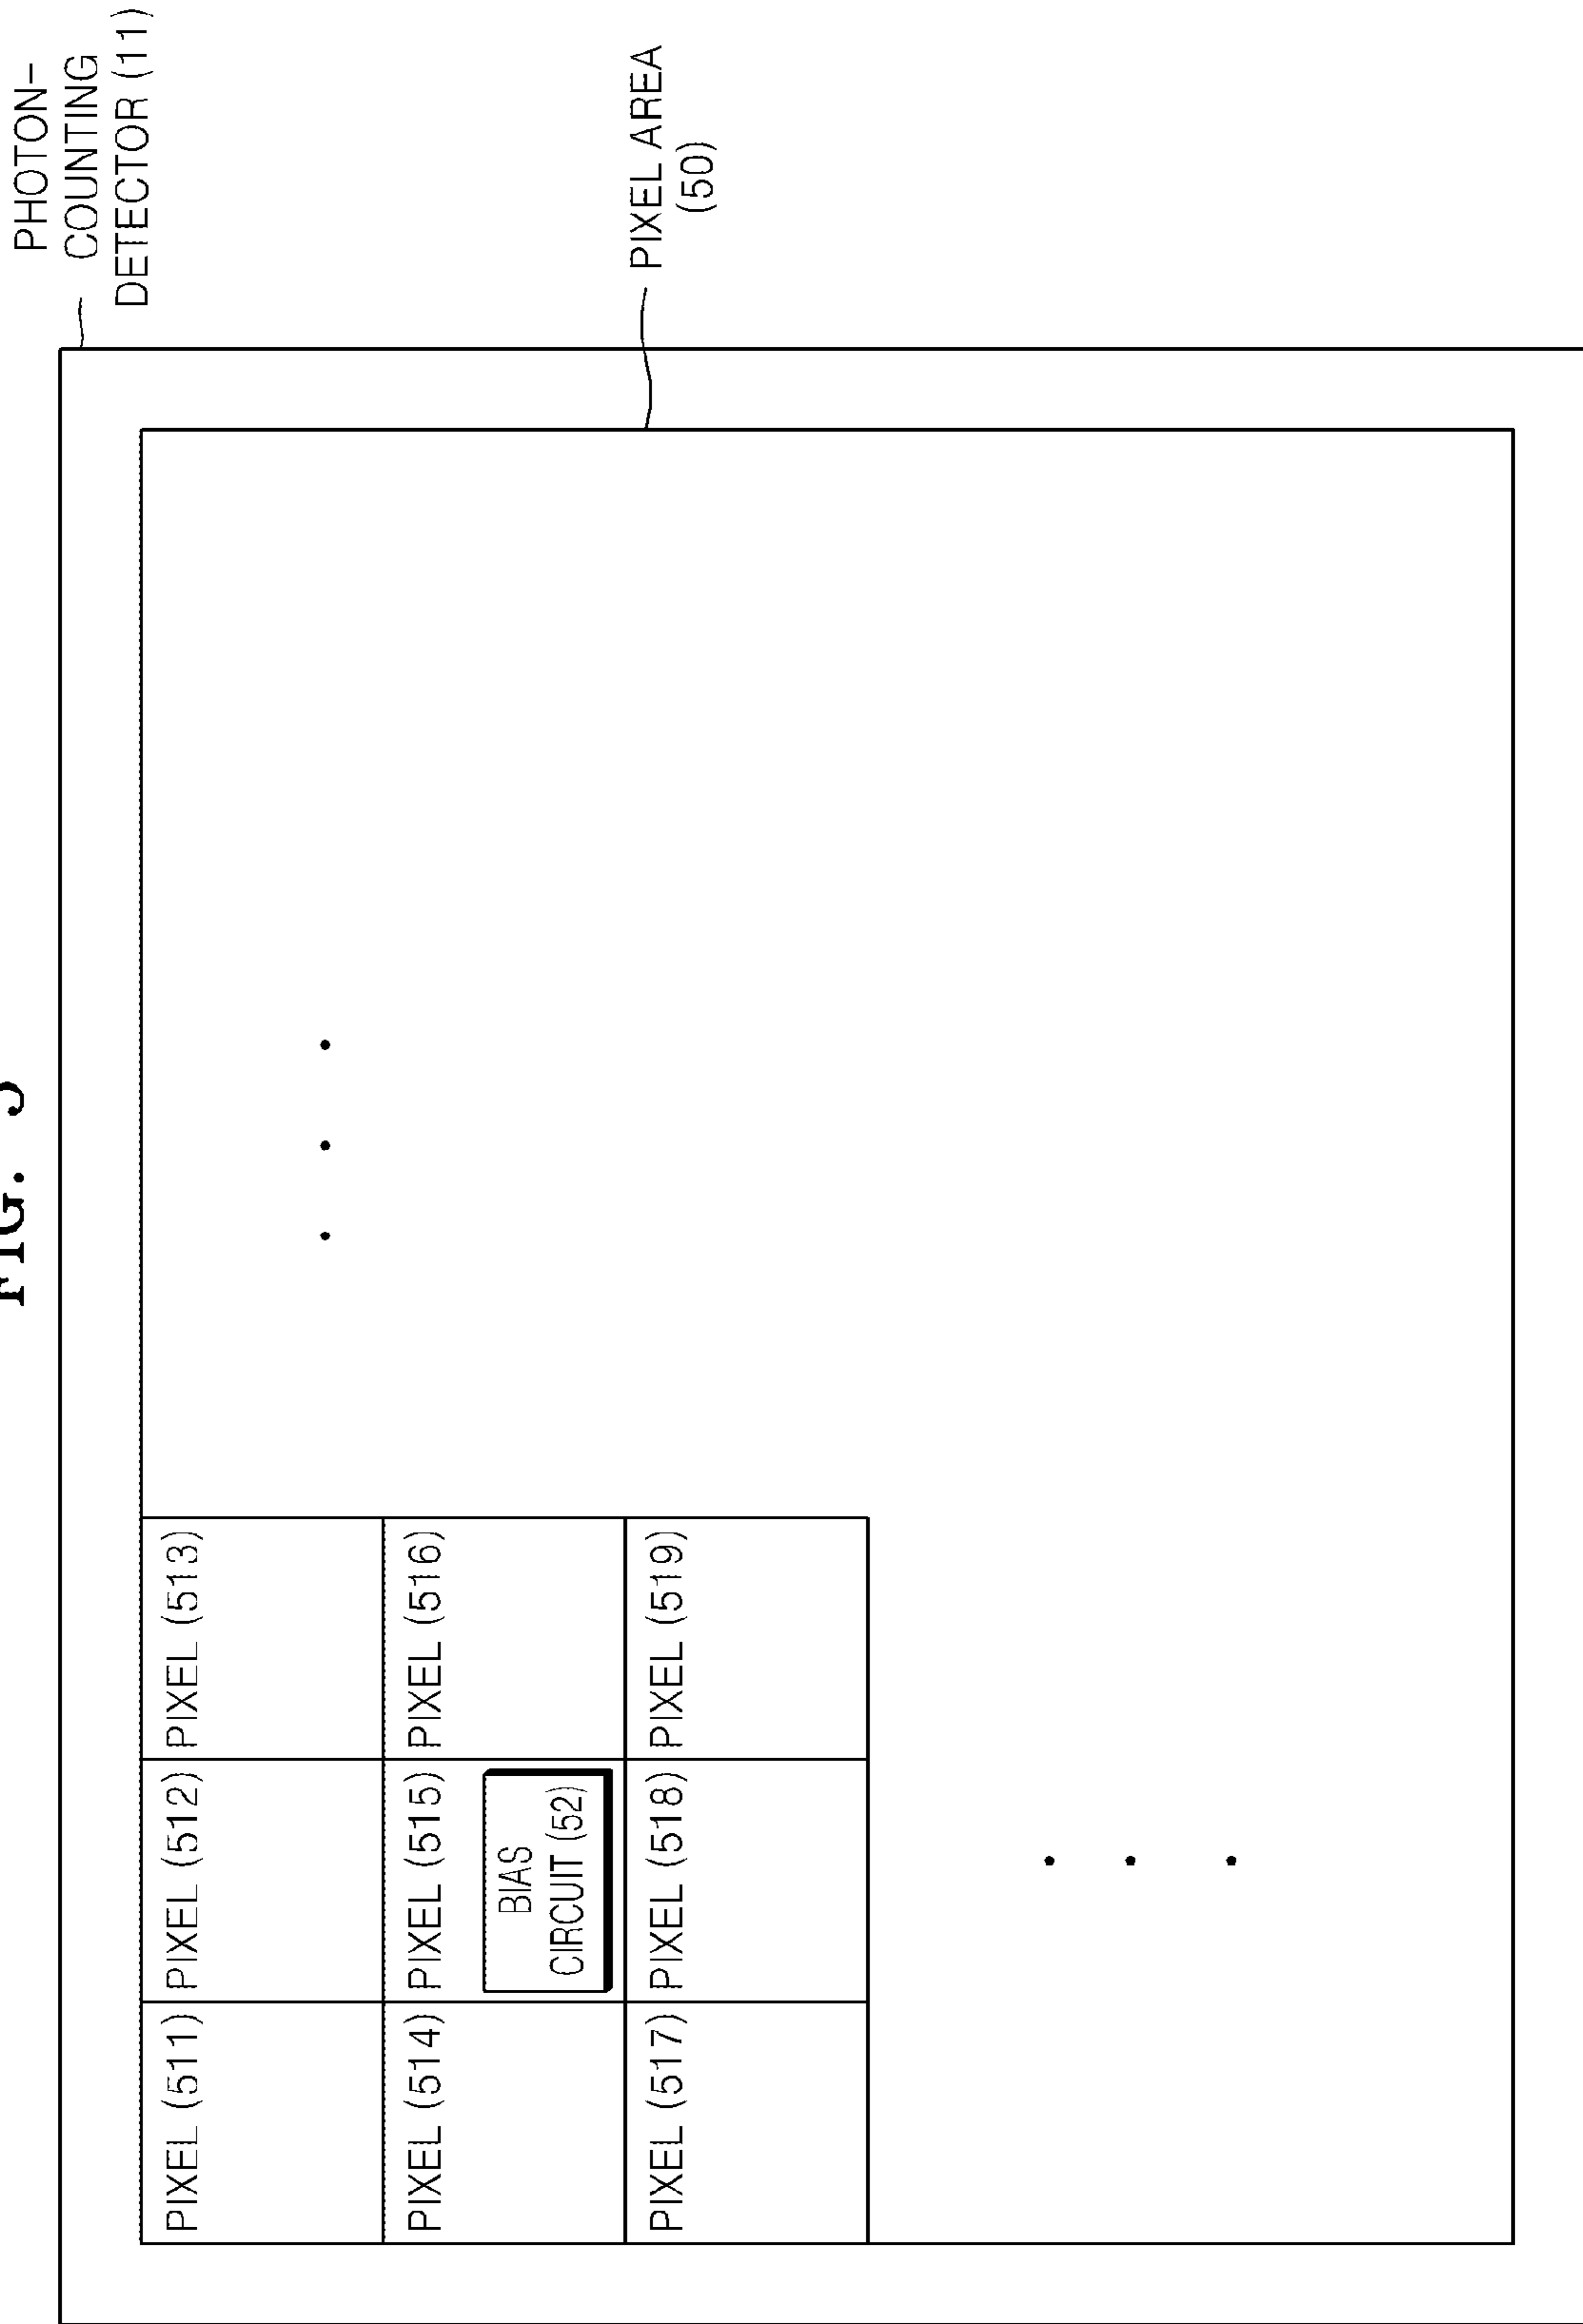 FIG.
PHOTON-
COUNTING
DETECTOR (11)
PIXEL (511) PIXEL (512) PIXEL (513)
PIXEL (514) PIXEL (515) PIXEL (516)
BIAS
CIRCUIT (52)
PIXEL (517) PIXEL (518) PIXEL (519)
PIXEL AREA
(50)